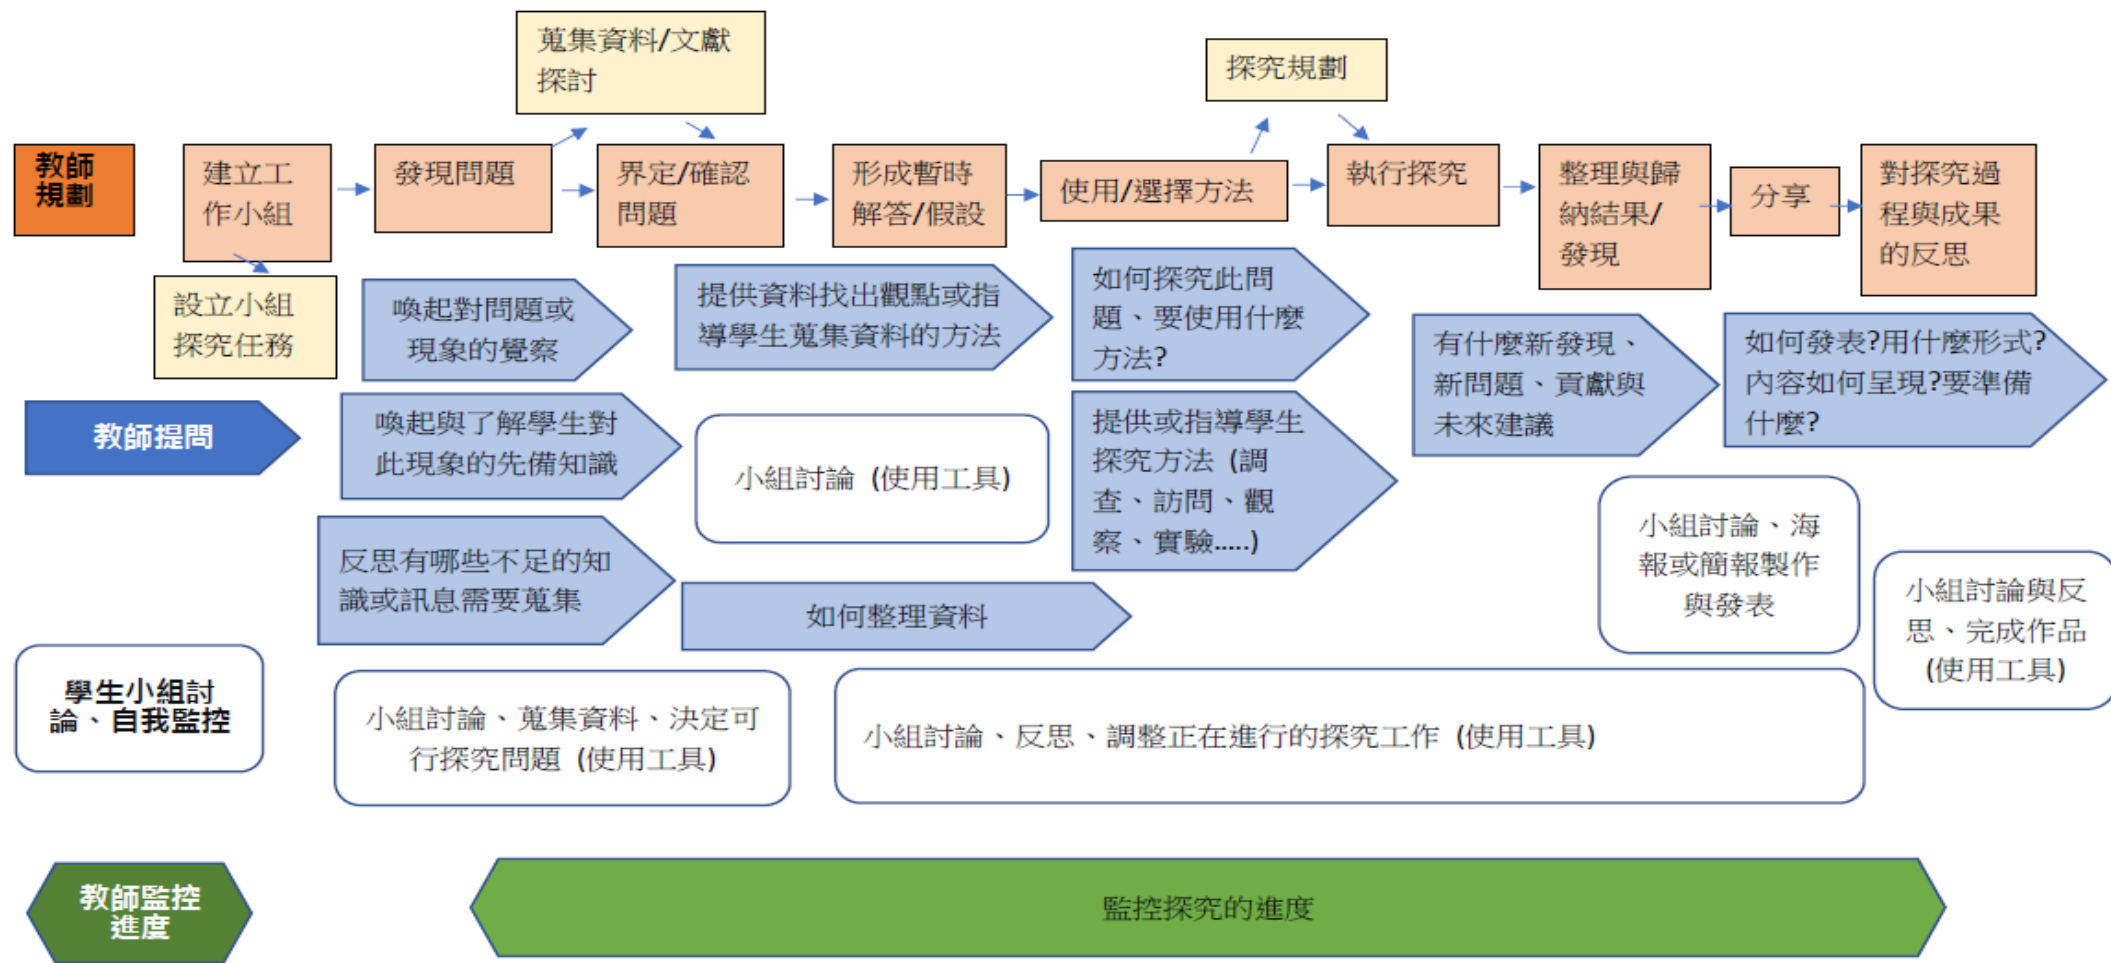 蒐集資料/文獻
探討
探究規劃
教師
規劃
建立工
作小組
發現問題
界定/確認
問題
形成暫時
解答/假設
使用/選擇方法
執行探究
整理與歸
納結果/
發現
分享
對探究過
程與成果
的反思
設立小組
探究任務
喚起對問題或
現象的覺察
提供資料找出觀點或指
導學生蒐集資料的方法
如何探究此問
題、要使用什麼
方法?
有什麼新發現、
新問題、貢獻與
未來建議
如何發表?用什麼形式?
內容如何呈現?要準備
什麼?
教師提問
喚起與了解學生對
此現象的先備知識
小組討論 (使用工具)
提供或指導學生
探究方法 (調
查、訪問、觀
察、實驗.....)
反思有哪些不足的知
識或訊息需要蒐集
如何整理資料
小組討論、海
報或簡報製作
與發表
小組討論與反
思、完成作品
(使用工具)
學生小組討
論、自我監控
小組討論、蒐集資料、決定可
行探究問題 (使用工具)
小組討論、反思、調整正在進行的探究工作 (使用工具)
教師監控
進度
監控探究的進度